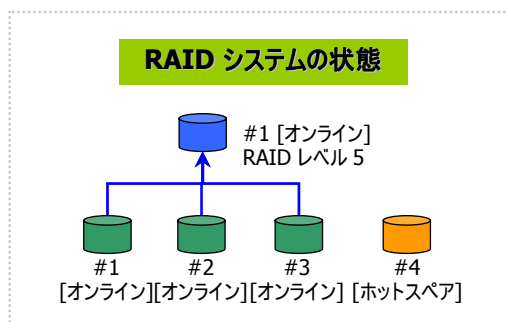 RAID システムの状態
#1 [オンライン]
RAID レベル 5
#1 #2 #3 #4
[オンライン][オンライン] [オンライン] [ホットスペア]